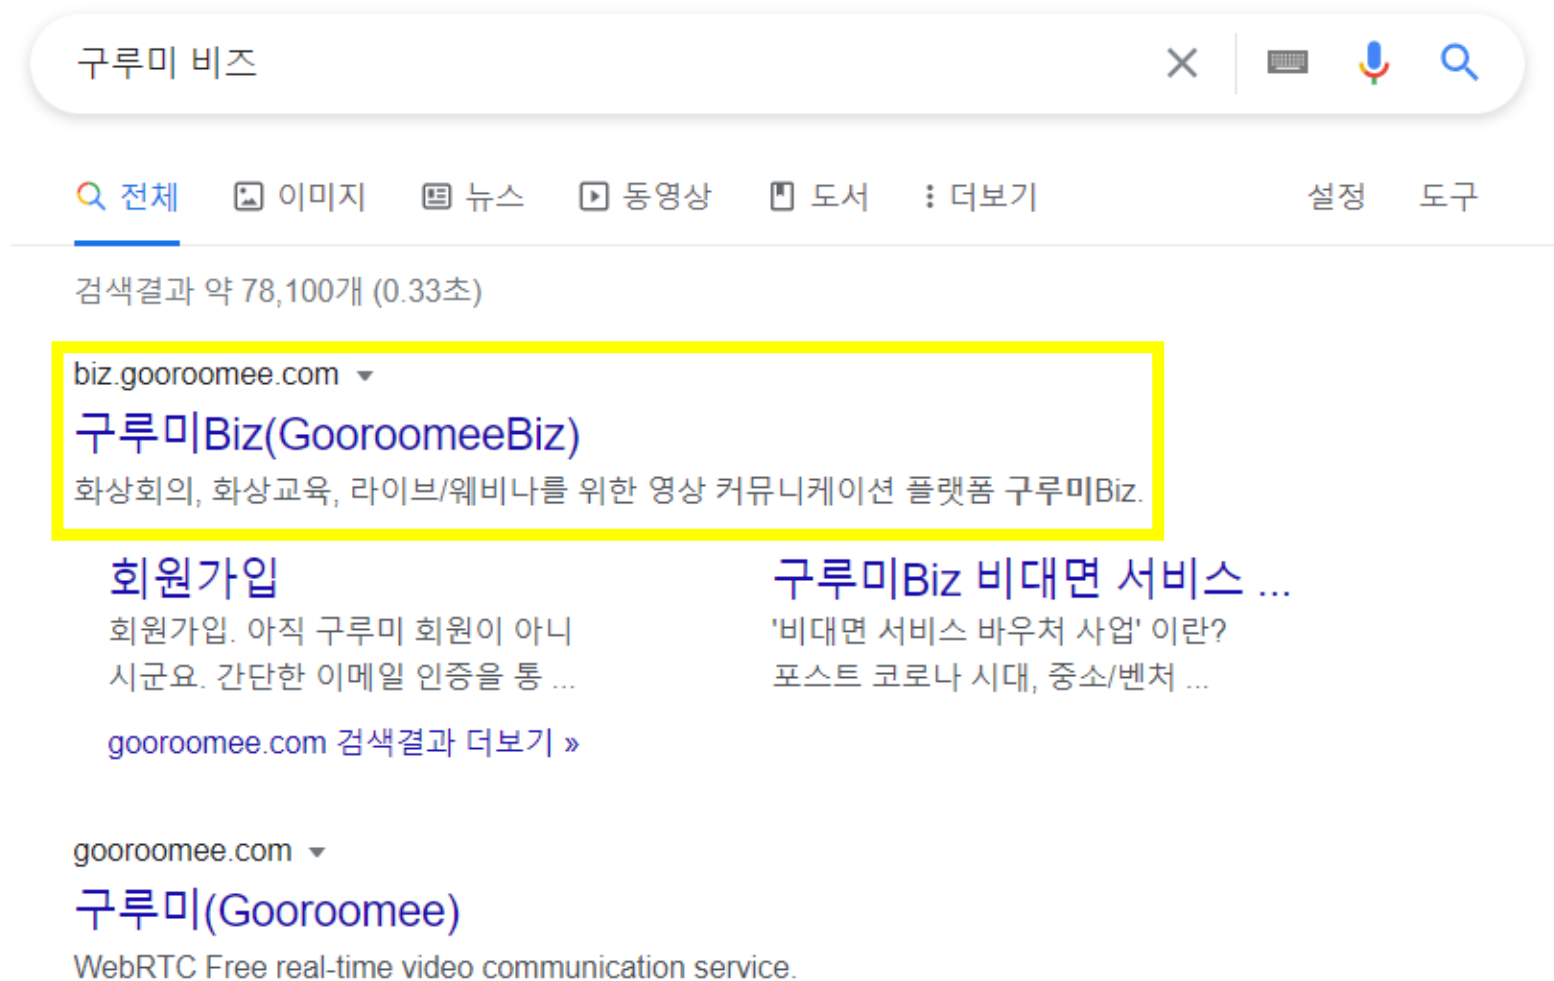 구루미 비즈
전체 이미지 뉴스 동영상 도서 더보기 설정 도구
검색결과 약 78,100개 (0.33초)
biz.gooroomee.com
구루미Biz(GooroomeeBiz)
화상회의, 화상교육, 라이브/웨비나를 위한 영상 커뮤니케이션 플랫폼 구루미Biz.
회원가입
회원가입. 아직 구루미 회원이 아니
시군요. 간단한 이메일 인증을 통 ...
구루미Biz 비대면 서비스 ...
'비대면 서비스 바우처 사업' 이란?
포스트 코로나 시대, 중소/벤처 ...
gooroomee.com 검색결과 더보기 »
gooroomee.com
구루미(Gooroomee)
WebRTC Free real-time video communication service.